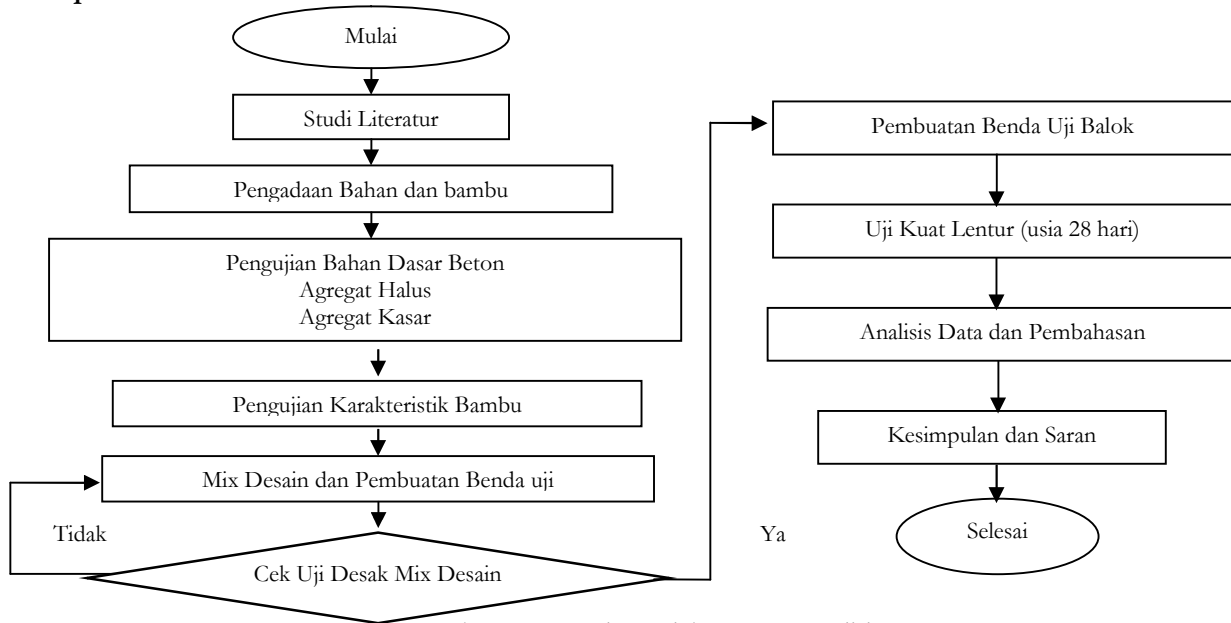 Mulai
Studi Literatur
Pengadaan Bahan dan bambu
Pengujian Bahan Dasar Beton
Agregat Halus
Agregat Kasar
Pengujian Karakteristik Bambu
Mix Desain dan Pembuatan Benda uji
Tidak
Cek Uji Desak Mix Desain
Ya
Pembuatan Benda Uji Balok
Uji Kuat Lentur (usia 28 hari)
Analisis Data dan Pembahasan
Kesimpulan dan Saran
Selesai